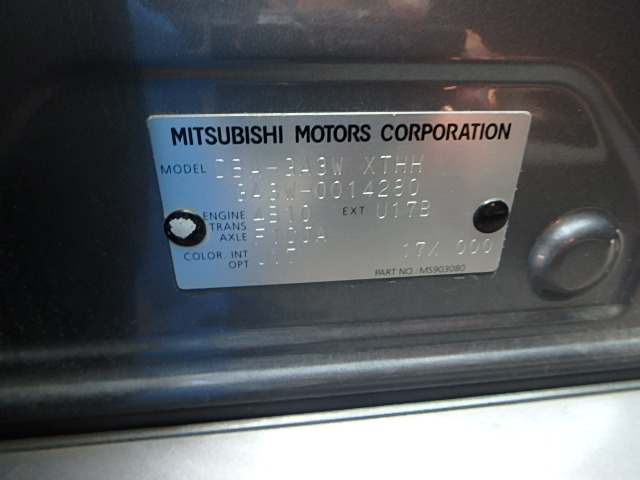 MITSUBISHI MOTORS CORPORATION
MODEL DBA-GA3W XTHH
GA3W-0014280
ENGINE 4B10 EXT U17B
TRANS
AXLE F1CJA
COLOR. INT
OPT 17/ 000
PART NO. MS903080